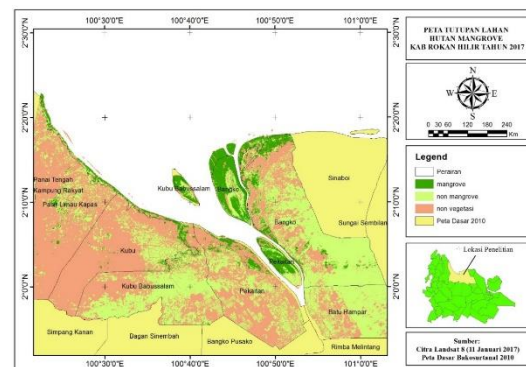 100°30'0"E 100°40'0"E 100°50'0"E 101°0'0"E
2°30'0"N
2°20'0"N
2°10'0"N
2°0'0"N
Panai Tengah
Kampung Rakyat
Pasir Limau Kapas
Kubu Babussalam
Bangko
Sinaboi
Bangko
Sungai Sembilan
Kubu
Kubu Babussalam
Pekaitan
Batu Hampar
Simpang Kanan
Bagan Sinembah
Bangko Pusako
Rimba Melintang
100°30'0"E 100°40'0"E 100°50'0"E 101°0'0"E
PETA TUTUPAN LAHAN
HUTAN MANGROVE
KAB ROKAN HILIR TAHUN 2017
N
W E
S
0 30 60 120 180 240
Km
Legend
Perairan
mangrove
non mangrove
non vegetasi
Peta Dasar 2010
Lokasi Penelitian
Sumber:
Citra Landsat 8 (11 Januari 2017)
Peta Dasar Bakosurtanal 2010